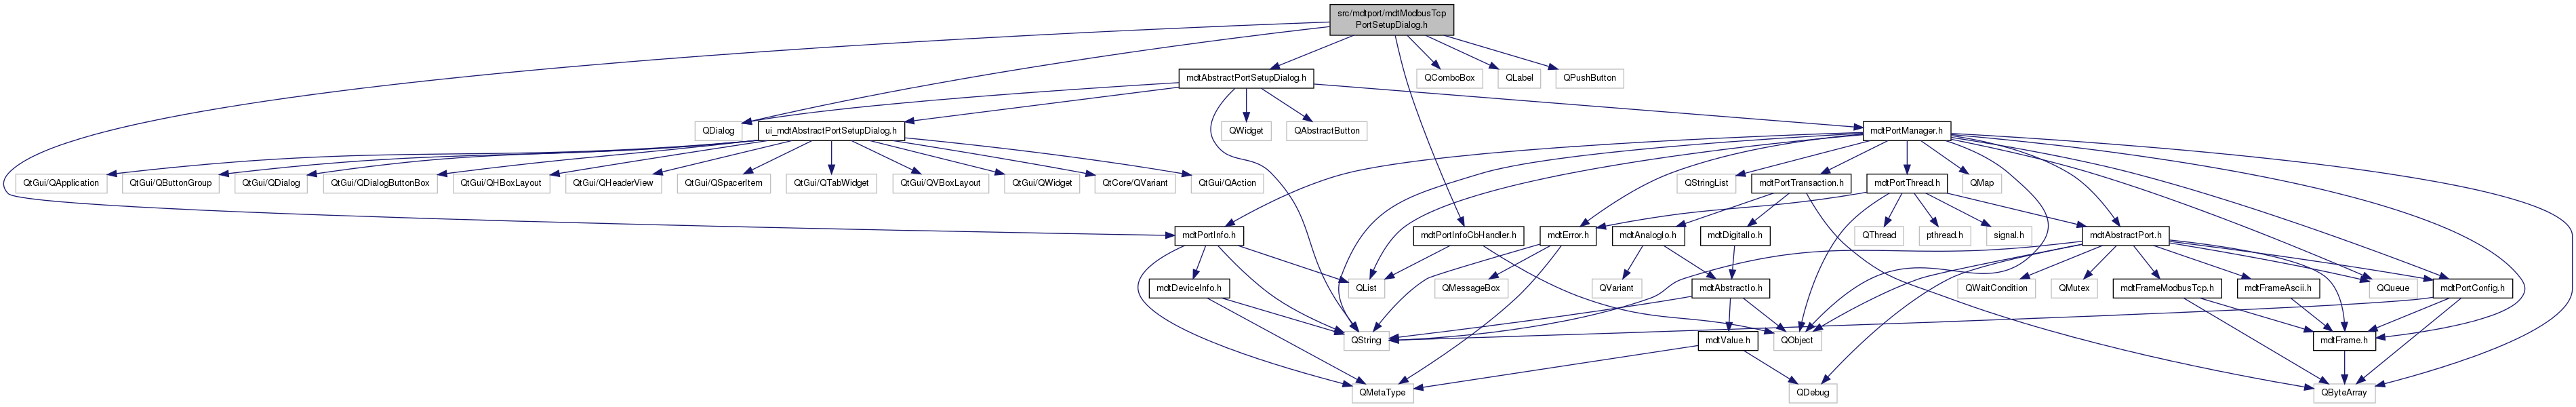 src/mdtport/mdtModbusTcp
PortSetupDialog.h
mdtAbstractPortSetupDialog.h
QComboBox
QLabel
QPushButton
QDialog
ui_mdtAbstractPortSetupDialog.h
QWidget
QAbstractButton
mdtPortManager.h
QtGui/QApplication
QtGui/QButtonGroup
QtGui/QDialog
QtGui/QDialogButtonBox
QtGui/QHBoxLayout
QtGui/QHeaderView
QtGui/QSpacerItem
QtGui/QTabWidget
QtGui/QVBoxLayout
QtGui/QWidget
QtCore/QVariant
QtGui/QAction
QStringList
mdtPortTransaction.h
mdtPortThread.h
QMap
mdtPortInfo.h
mdtPortInfoCbHandler.h
mdtError.h
mdtAnalogIo.h
mdtDigitalIo.h
QThread
pthread.h
signal.h
mdtAbstractPort.h
mdtDeviceInfo.h
QList
QMessageBox
QVariant
mdtAbstractIo.h
QWaitCondition
QMutex
mdtFrameModbusTcp.h
mdtFrameAscii.h
QQueue
mdtPortConfig.h
QString
mdtValue.h
QObject
mdtFrame.h
QMetaType
QDebug
QByteArray